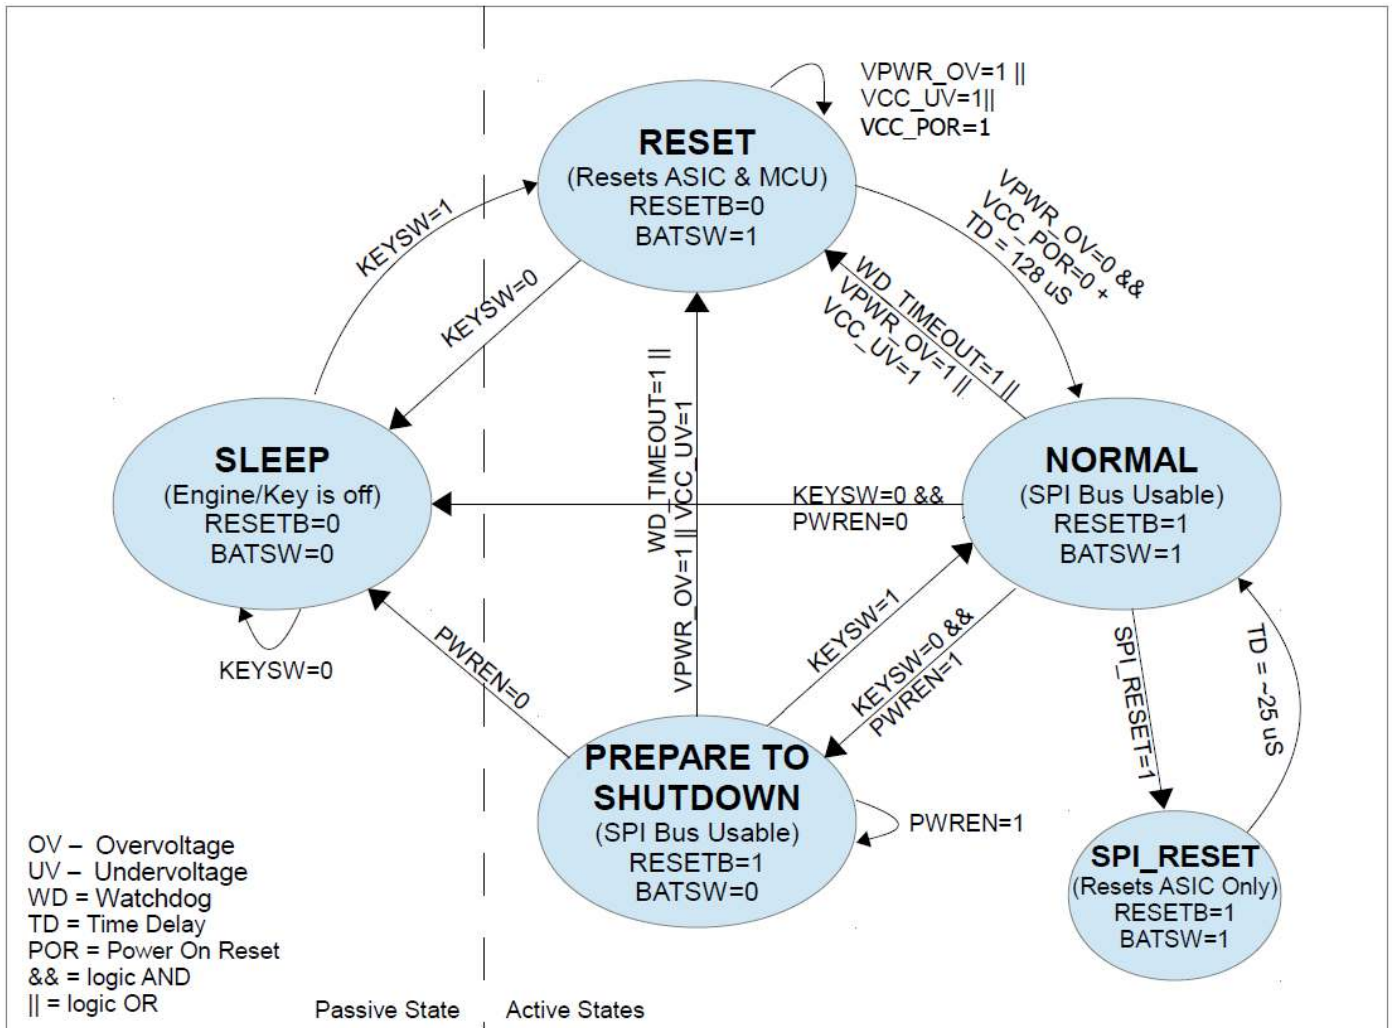 VPWR_OV=1 ||
VCC_UV=1||
VCC_POR=1
RESET
(Resets ASIC & MCU)
RESETB=0
BATSW=1
KEYSW=1
KEYSW=0
VPWR_OV=0 &&
VCC_POR=0 +
TD = 128 uS
WD_TIMEOUT=1 ||
VPWR_OV=1 ||
VCC_UV=1
WD_TIMEOUT=1 ||
VPWR_OV=1 || VCC_UV=1
SLEEP
(Engine/Key is off)
RESETB=0
BATSW=0
KEYSW=0
NORMAL
(SPI Bus Usable)
RESETB=1
BATSW=1
KEYSW=0 &&
PWREN=0
KEYSW=1
KEYSW=0 &&
PWREN=1
PWREN=0
SPI_RESET=1
TD = ~25 uS
PREPARE TO
SHUTDOWN
(SPI Bus Usable)
RESETB=1
BATSW=0
PWREN=1
SPI_RESET
(Resets ASIC Only)
RESETB=1
BATSW=1
OV – Overvoltage
UV – Undervoltage
WD = Watchdog
TD = Time Delay
POR = Power On Reset
&& = logic AND
|| = logic OR
Passive State
Active States